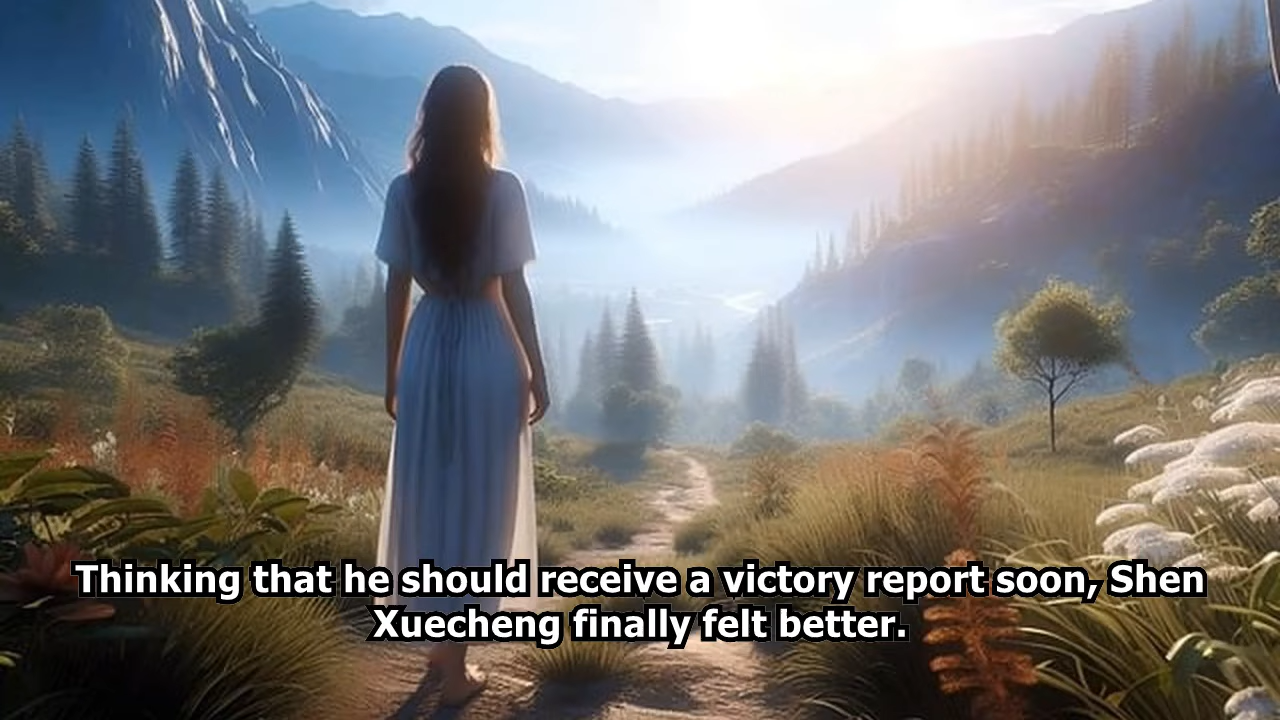 Thinking that he should receive a victory report soon, Shen
Xuecheng finally felt better.